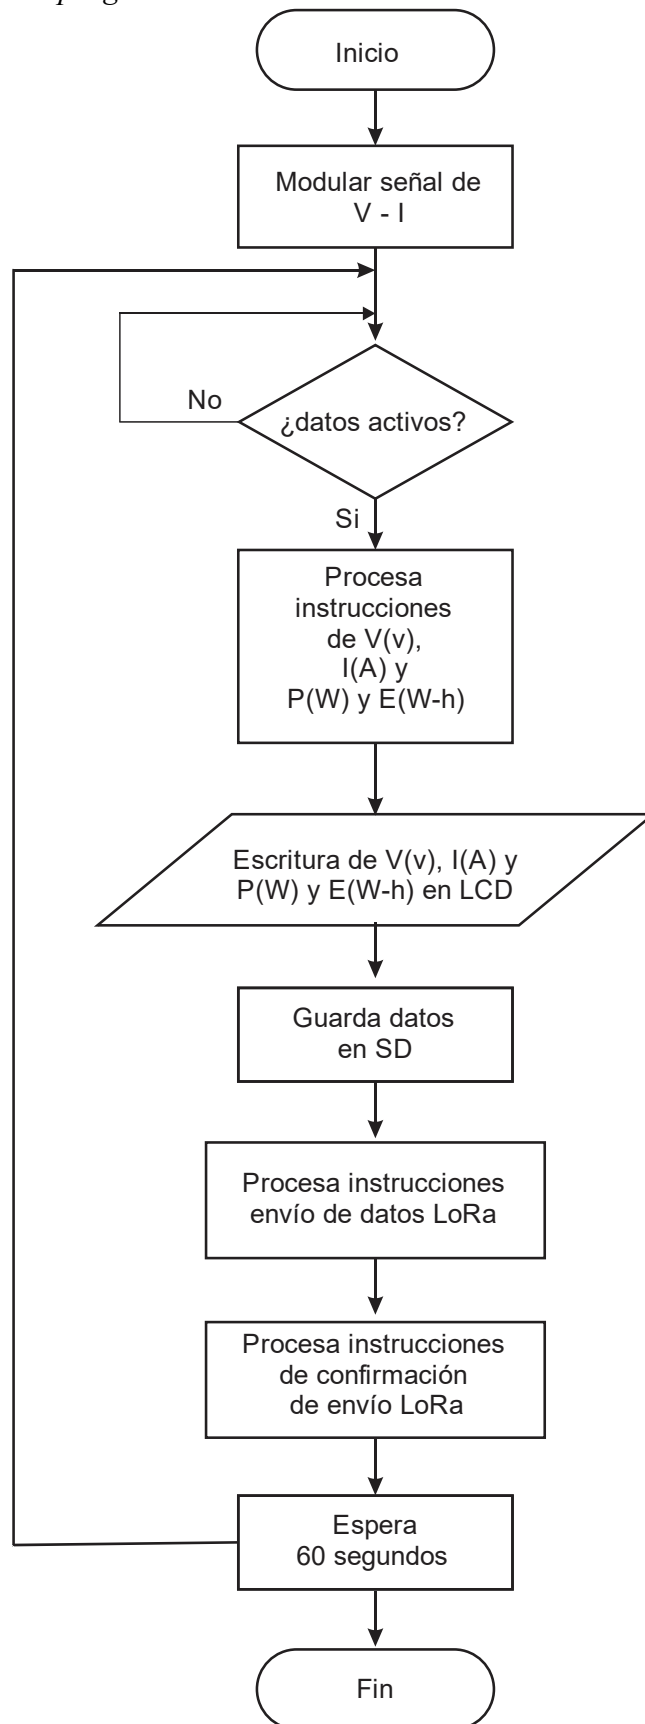 Inicio
Modular señal de
V - I
No
¿datos activos?
Si
Procesa
instrucciones
de V(v),
I(A) y
P(W) y E(W-h)
Escritura de V(v), I(A) y
P(W) y E(W-h) en LCD
Guarda datos
en SD
Procesa instrucciones
envío de datos LoRa
Procesa instrucciones
de confirmación
de envío LoRa
Espera
60 segundos
Fin